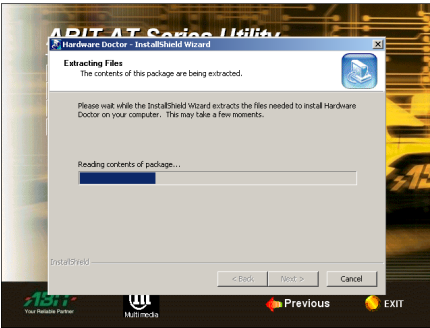 ABIT AT Series Utility
Hardware Doctor - InstallShield Wizard
Extracting Files
The contents of this package are being extracted.
Please wait while the InstallShield Wizard extracts the files needed to install Hardware
Doctor on your computer. This may take a few moments.
Reading contents of package...
InstallShield
< Back
Next >
Cancel
ABIT
Your Reliable Partner
Multimedia
Previous
EXIT